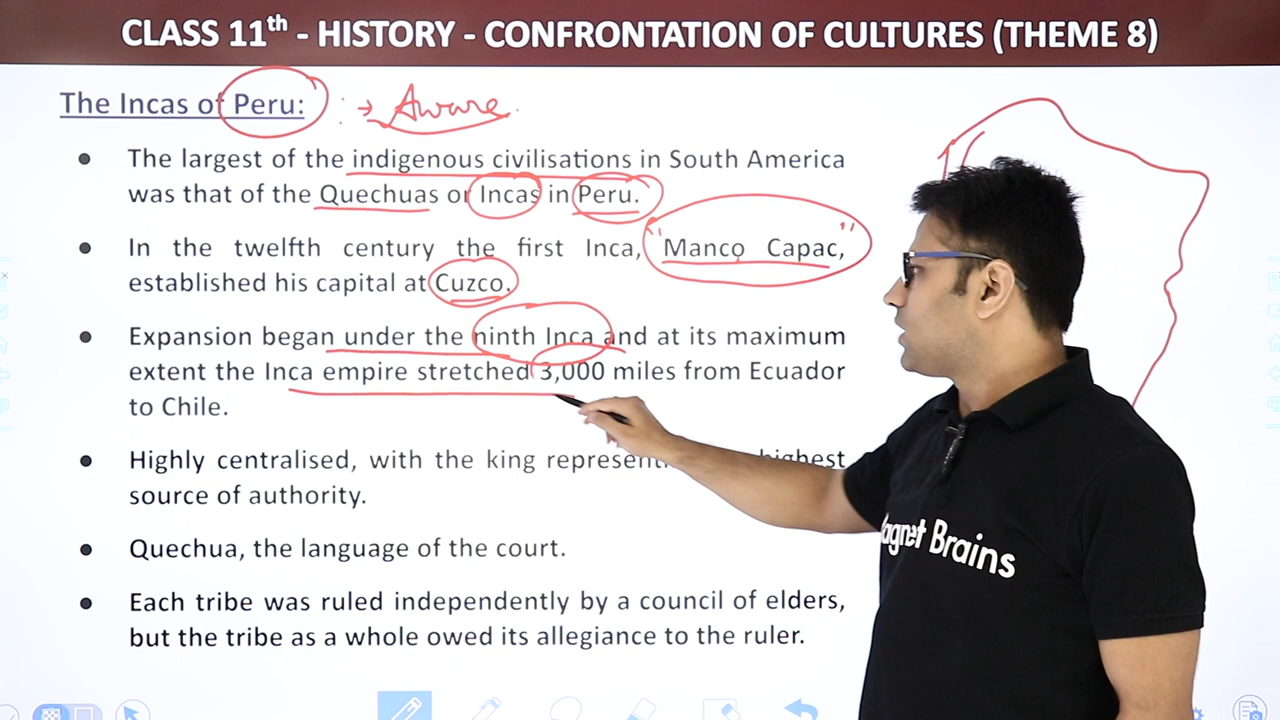 CLASS 11th - HISTORY - CONFRONTATION OF CULTURES (THEME 8)
The Incas of Peru: : → Aware
● The largest of the indigenous civilisations in South America
was that of the Quechuas or Incas in Peru.
● In the twelfth century the first Inca, "Manco Capac,"
established his capital at Cuzco.
● Expansion began under the ninth Inca and at its maximum
extent the Inca empire stretched 3,000 miles from Ecuador
to Chile.
● Highly centralised, with the king highest
source of authority.
● Quechua, the language of the court.
● Each tribe was ruled independently by a council of elders,
but the tribe as a whole owed its allegiance to the ruler.
Brains